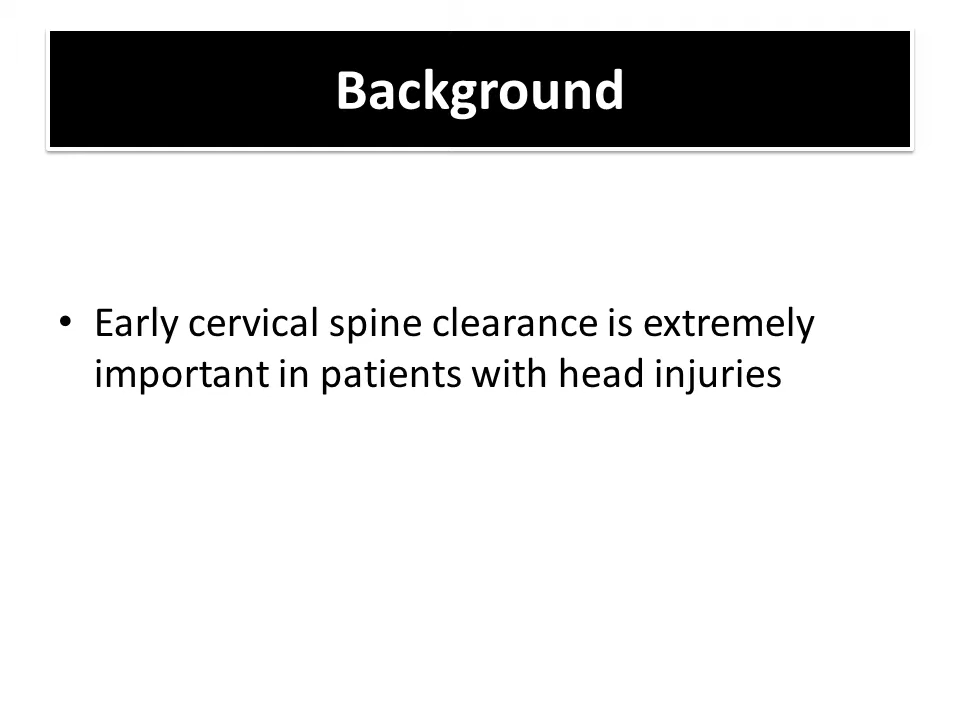 Background
• Early cervical spine clearance is extremely
important in patients with head injuries